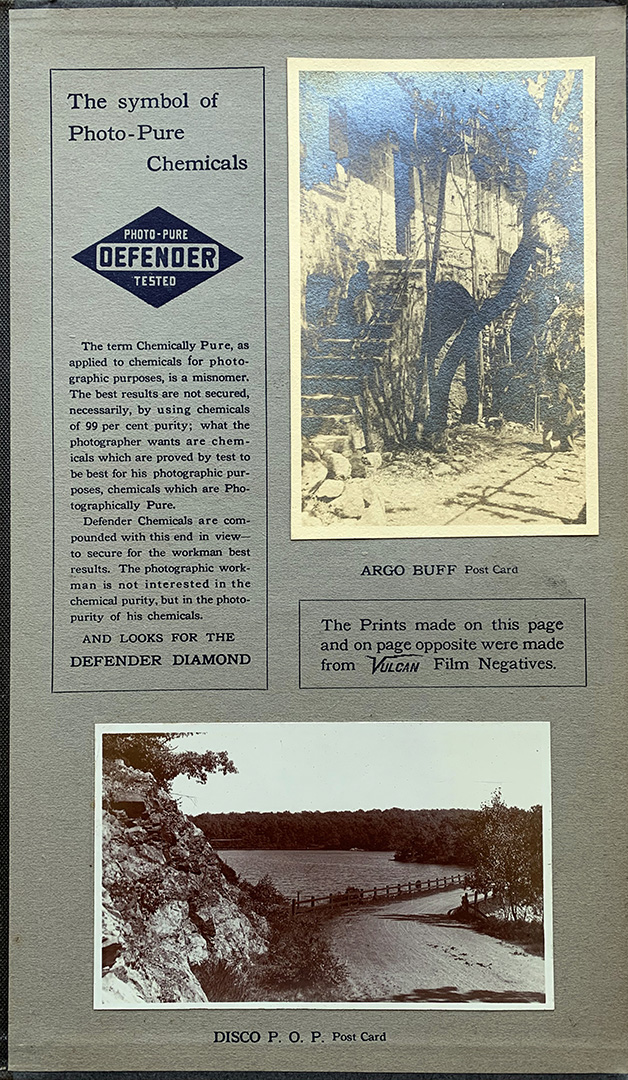 The symbol of
Photo-Pure
Chemicals
PHOTO-PURE
DEFENDER
TESTED
The term Chemically Pure, as
applied to chemicals for photo-
graphic purposes, is a misnomer.
The best results are not secured,
necessarily, by using chemicals
of 99 per cent purity; what the
photographer wants are chem-
icals which are proved by test to
be best for his photographic pur-
poses, chemicals which are Pho-
tographically Pure.
Defender Chemicals are com-
pounded with this end in view—
to secure for the workman best
results. The photographic work-
man is not interested in the
chemical purity, but in the photo-
purity of his chemicals.
AND LOOKS FOR THE
DEFENDER DIAMOND
ARGO BUFF Post Card
The Prints made on this page
and on page opposite were made
from VULCAN Film Negatives.
DISCO P. O. P. Post Card